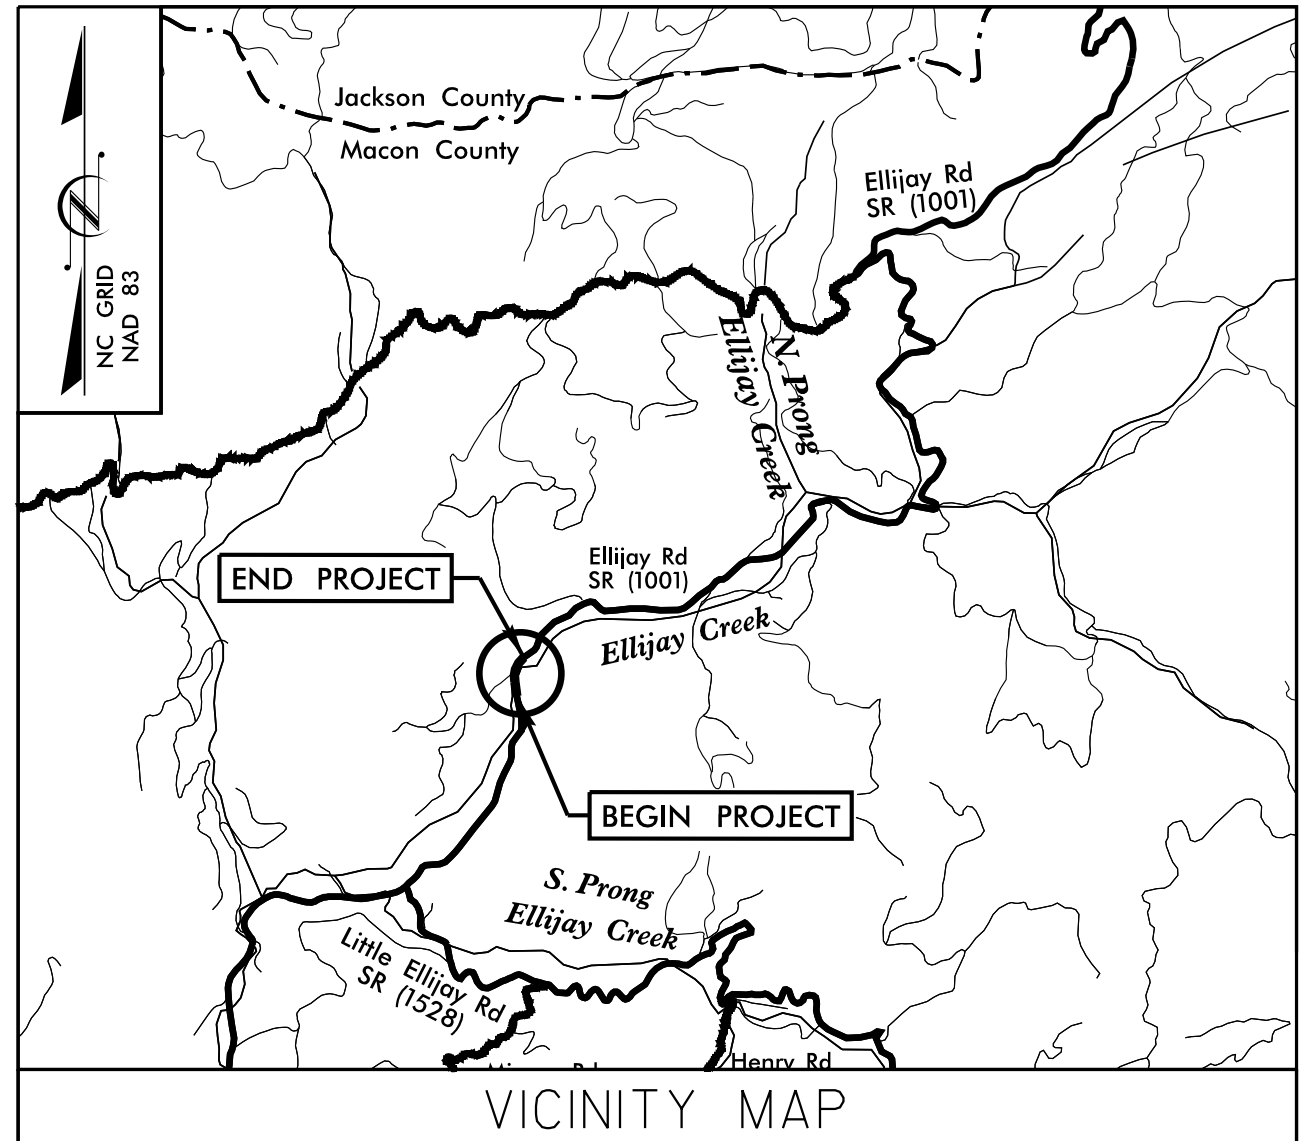 Jackson County
Macon County
Ellijay Rd
SR (1001)
NC GRID
NAD 83
N. Prong
Ellijay Creek
END PROJECT
Ellijay Rd
SR (1001)
Ellijay Creek
BEGIN PROJECT
S. Prong
Ellijay Creek
Little Ellijay Rd
SR (1528)
Henry Rd
VICINITY MAP